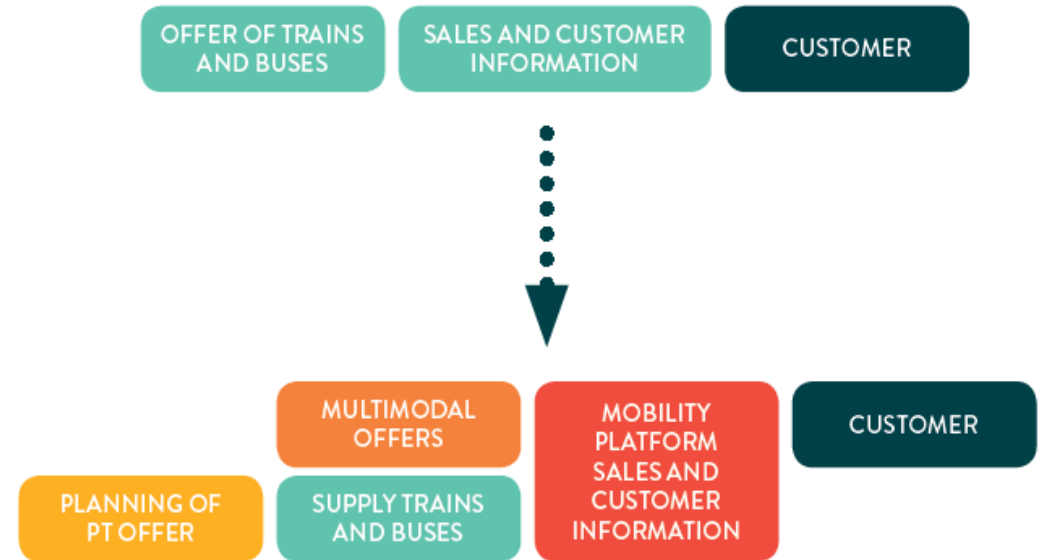 OFFER OF TRAINS
AND BUSES
SALES AND CUSTOMER
INFORMATION
CUSTOMER
MULTIMODAL
OFFERS
MOBILITY
PLATFORM
SALES AND
CUSTOMER
INFORMATION
CUSTOMER
PLANNING OF
PT OFFER
SUPPLY TRAINS
AND BUSES